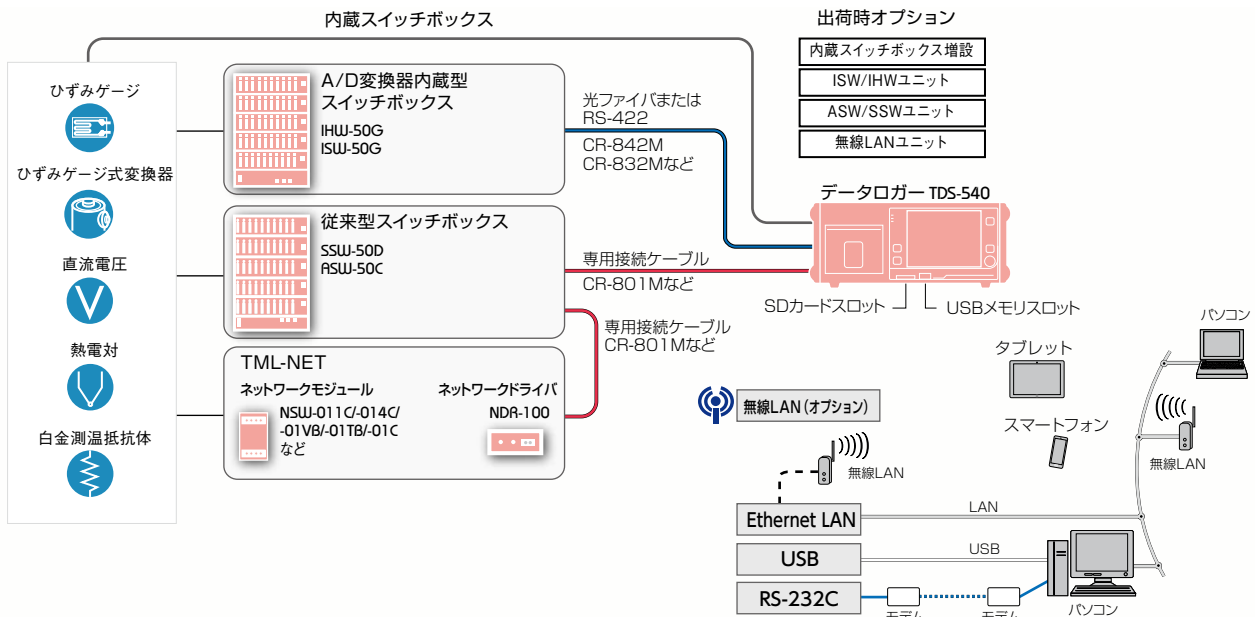 内蔵スイッチボックス
ひずみゲージ
ひずみゲージ式変換器
直流電圧
熱電対
白金測温抵抗体
A/D変換器内蔵型
スイッチボックス
IHW-50G
ISW-50G
従来型スイッチボックス
SSW-50D
ASW-50C
TML-NET
ネットワークモジュール
NSW-011C/-014C/
-01VB/-01TB/-01C
など
ネットワークドライバ
NDR-100
光ファイバまたは
RS-422
CR-842M
CR-832Mなど
専用接続ケーブル
CR-801Mなど
専用接続ケーブル
CR-801Mなど
出荷時オプション
内蔵スイッチボックス増設
ISW/IHWユニット
ASW/SSWユニット
無線LANユニット
データロガー TDS-540
SDカードスロット
USBメモリスロット
無線LAN(オプション)
無線LAN
Ethernet LAN
LAN
USB
USB
RS-232C
モデム
モデム
タブレット
スマートフォン
パソコン
無線LAN
パソコン